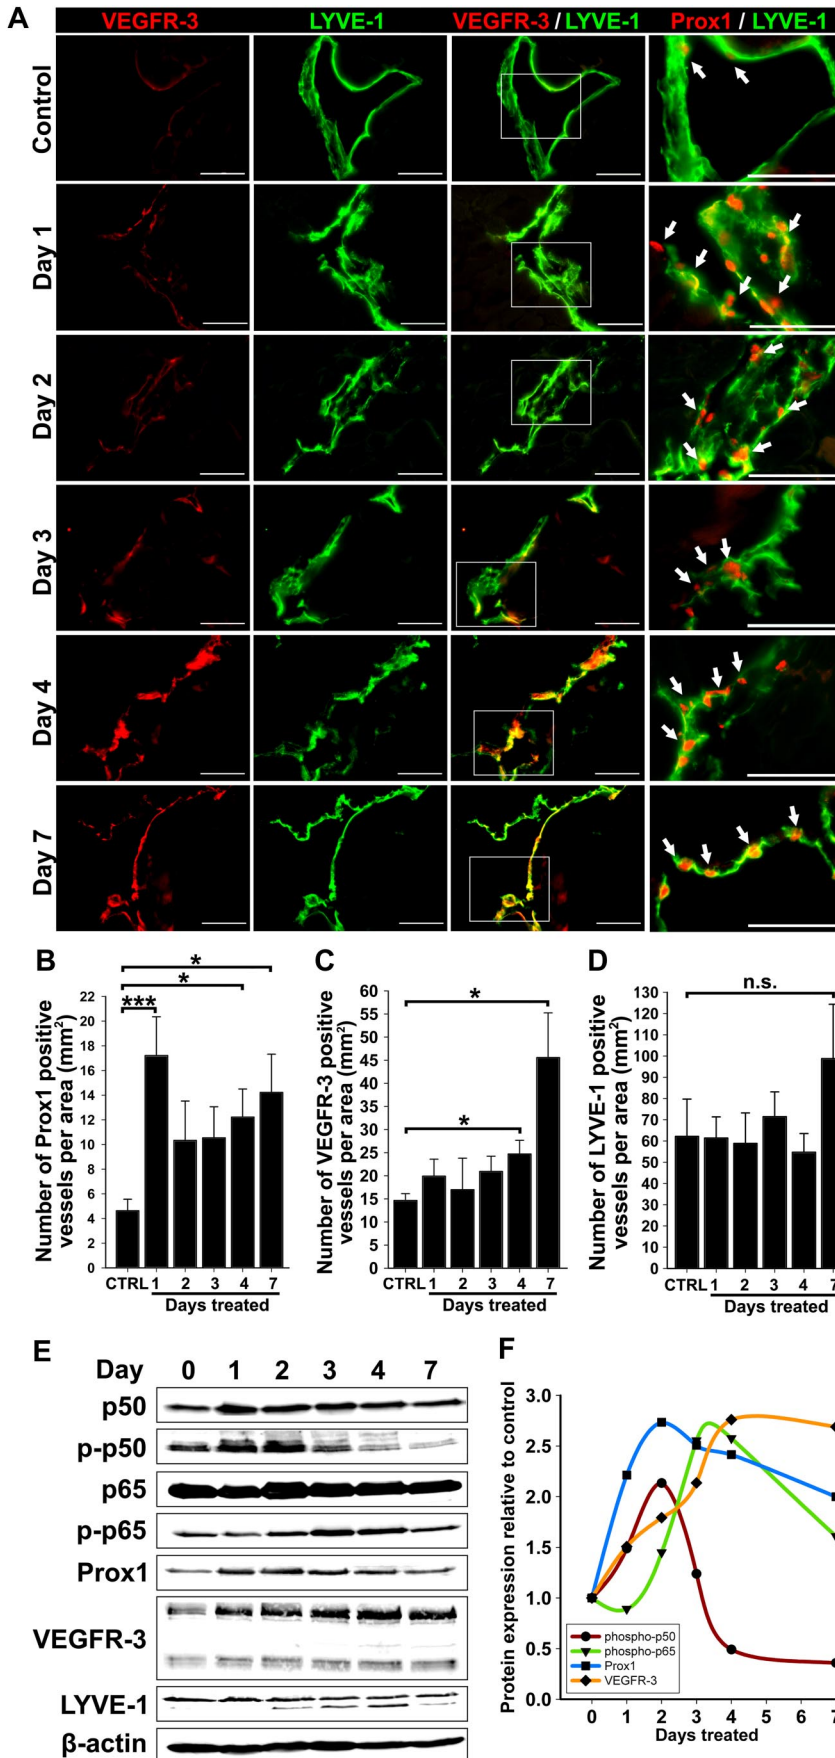 A
VEGFR-3
LYVE-1
VEGFR-3 / LYVE-1
Prox1 / LYVE-1
Control
Day 1
Day 2
Day 3
Day 4
Day 7
B
Number of Prox1 positive
vessels per area (mm²)
22
20
18
16
14
12
10
8
6
4
2
0
***
*
*
CTRL 1 2 3 4 7
Days treated
C
Number of VEGFR-3 positive
vessels per area (mm²)
60
55
50
45
40
35
30
25
20
15
10
5
0
*
*
CTRL 1 2 3 4 7
Days treated
D
Number of LYVE-1 positive
vessels per area (mm²)
130
120
110
100
90
80
70
60
50
40
30
20
10
0
n.s.
CTRL 1 2 3 4 7
Days treated
E
Day 0 1 2 3 4 7
p50
p-p50
p65
p-p65
Prox1
VEGFR-3
LYVE-1
β-actin
F
Protein expression relative to control
3.0
2.5
2.0
1.5
1.0
0.5
0.0
phospho-p50
phospho-p65
Prox1
VEGFR-3
0 1 2 3 4 5 6 7
Days treated